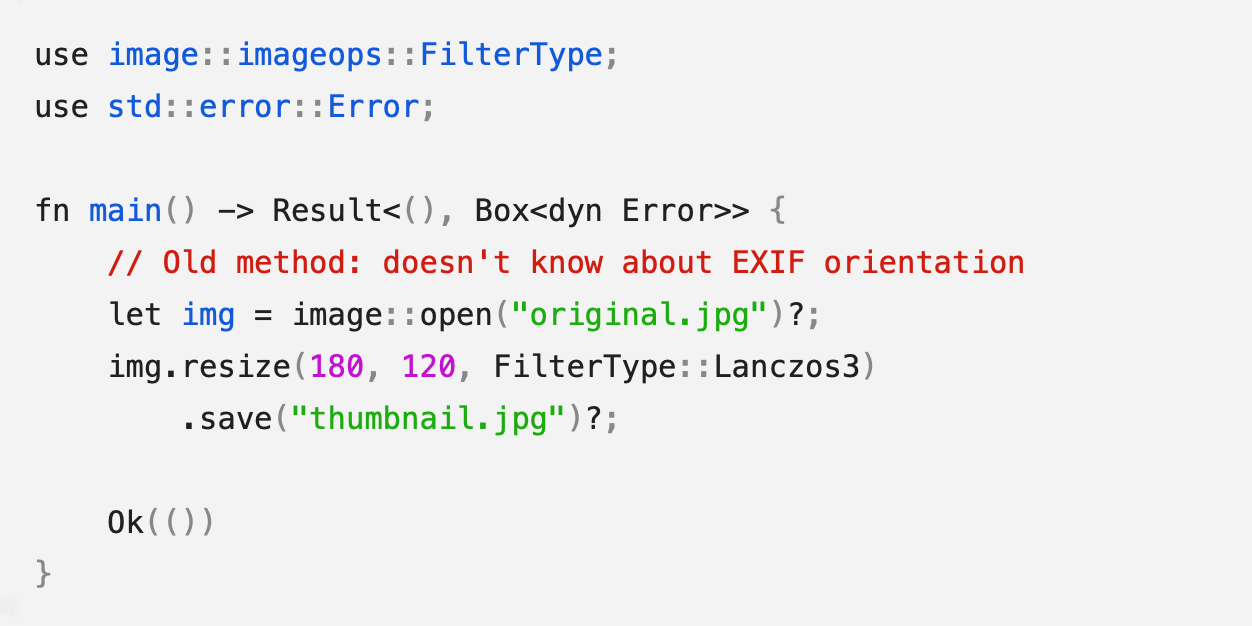 use image::imageops::FilterType;
use std::error::Error;

fn main() -> Result<(), Box<dyn Error>> {
    // Old method: doesn't know about EXIF orientation
    let img = image::open("original.jpg")?;
    img.resize(180, 120, FilterType::Lanczos3)
        .save("thumbnail.jpg")?;

    Ok(())
}